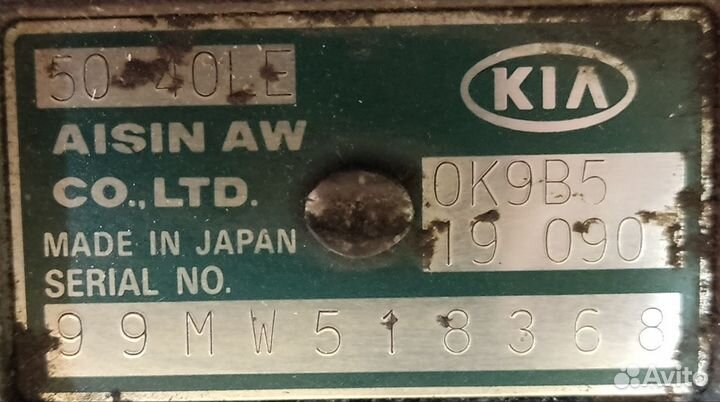 50-40LE
KIA
AISIN AW
CO.,LTD.
0K9B5
19 090
MADE IN JAPAN
SERIAL NO.
99MW518368
Avito